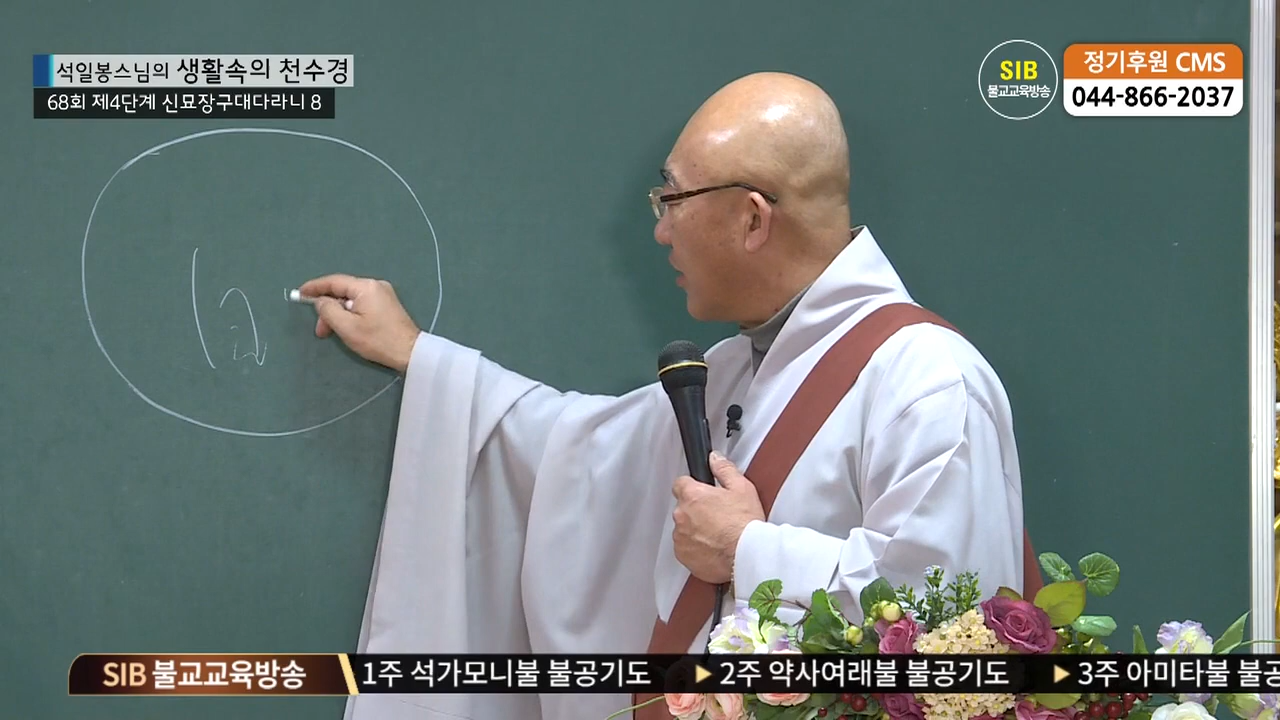 석일봉스님의 생활속의 천수경
68회 제4단계 신묘장구대다라니 8
SIB
불교교육방송
정기후원 CMS
044-866-2037
SIB 불교교육방송
1주 석가모니불 불공기도 ▶ 2주 약사여래불 불공기도 ▶ 3주 아미타불 불공